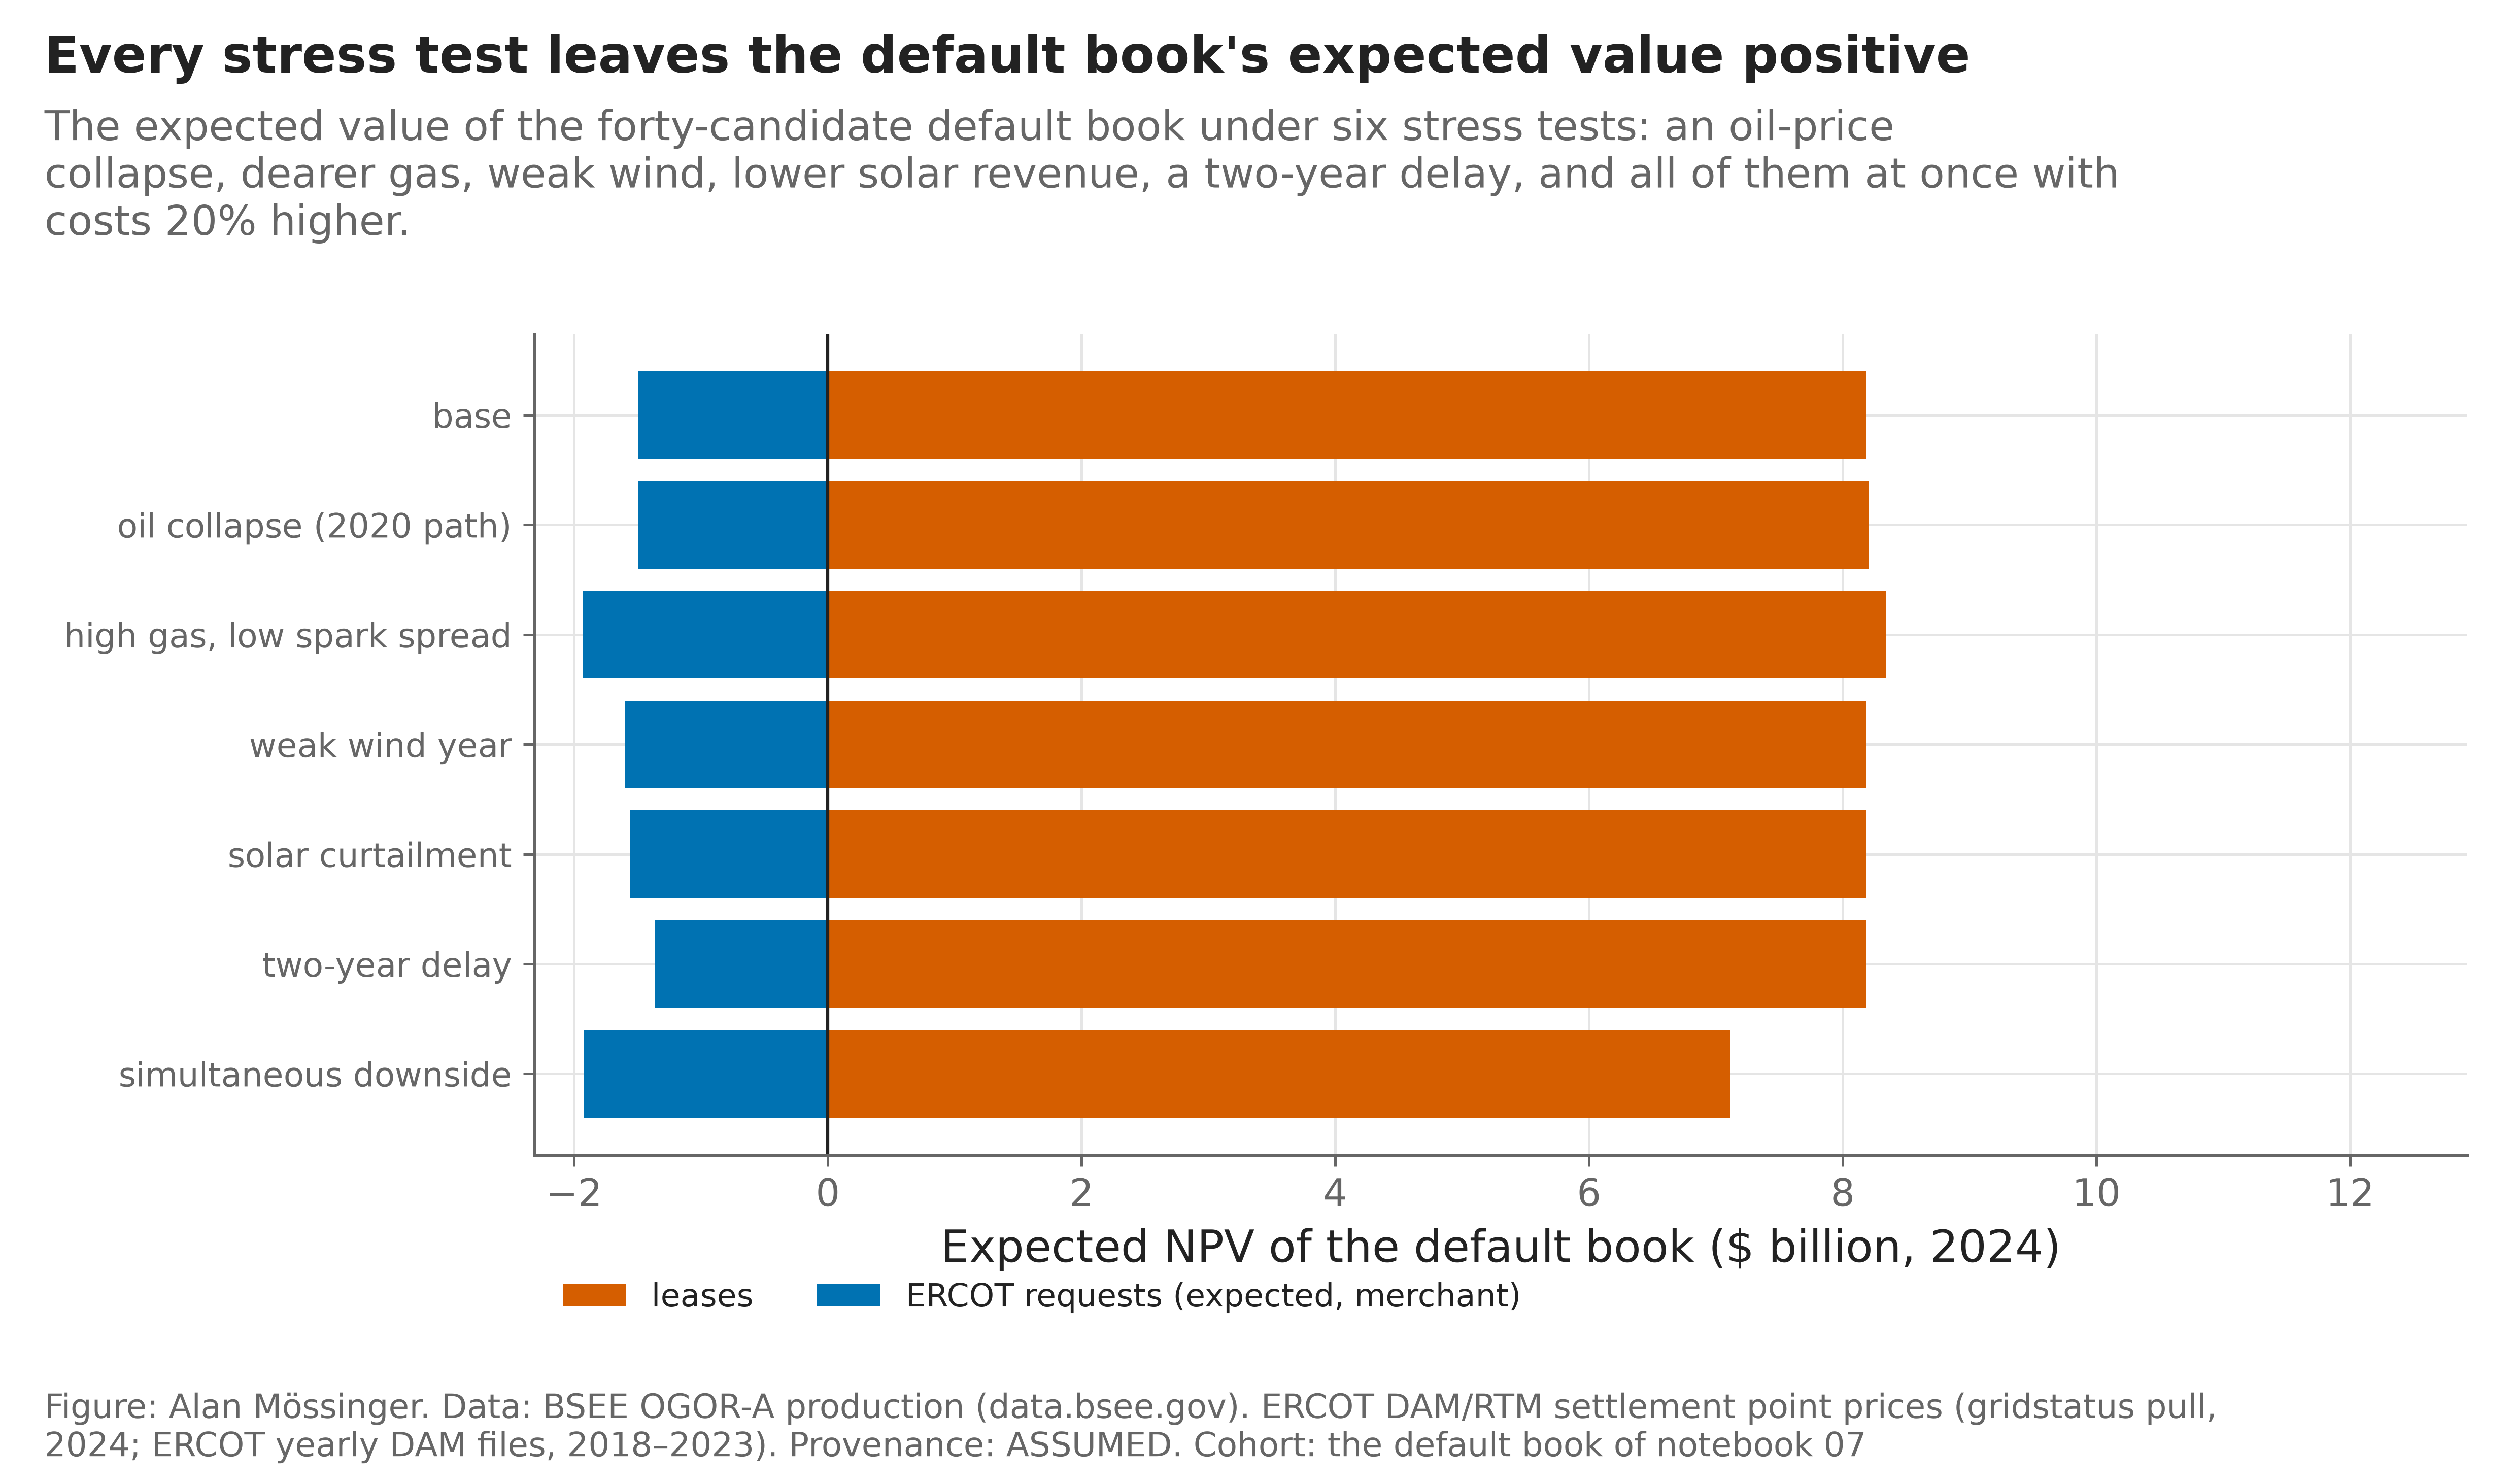 Every stress test leaves the default book's expected value positive
The expected value of the forty-candidate default book under six stress tests: an oil-price
collapse, dearer gas, weak wind, lower solar revenue, a two-year delay, and all of them at once with
costs 20% higher.
base
oil collapse (2020 path)
high gas, low spark spread
weak wind year
solar curtailment
two-year delay
simultaneous downside
−2 0 2 4 6 8 10 12
Expected NPV of the default book ($ billion, 2024)
leases ERCOT requests (expected, merchant)
Figure: Alan Mössinger. Data: BSEE OGOR-A production (data.bsee.gov). ERCOT DAM/RTM settlement point prices (gridstatus pull,
2024; ERCOT yearly DAM files, 2018–2023). Provenance: ASSUMED. Cohort: the default book of notebook 07